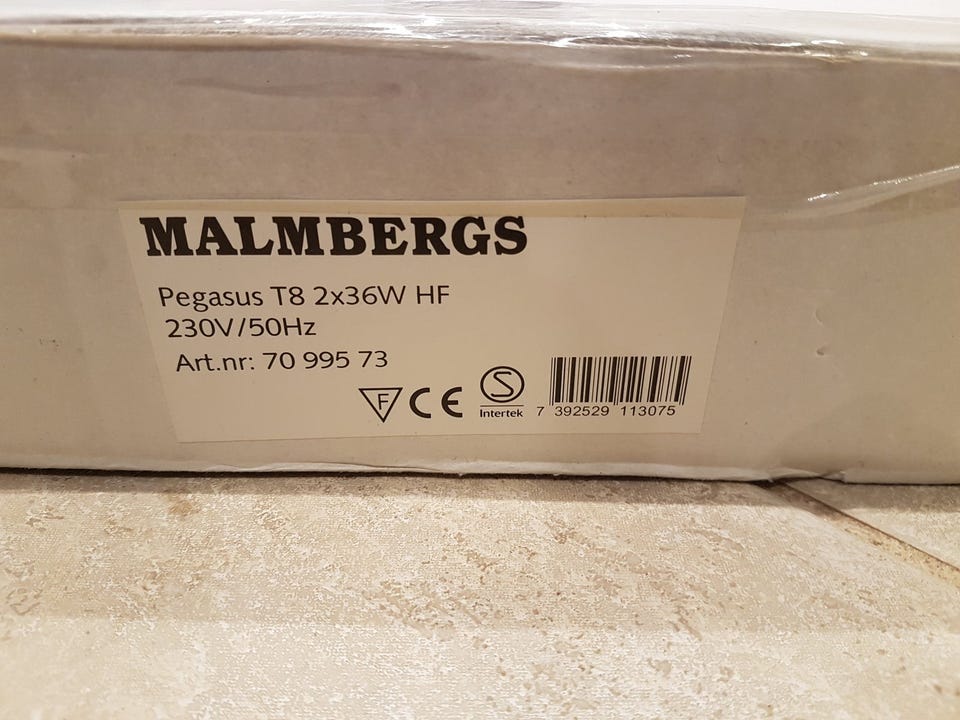 MALMBERGS
Pegasus T8 2x36W HF
230V/50Hz
Art.nr: 70 995 73
F CE S
Intertek
7 392529 113075